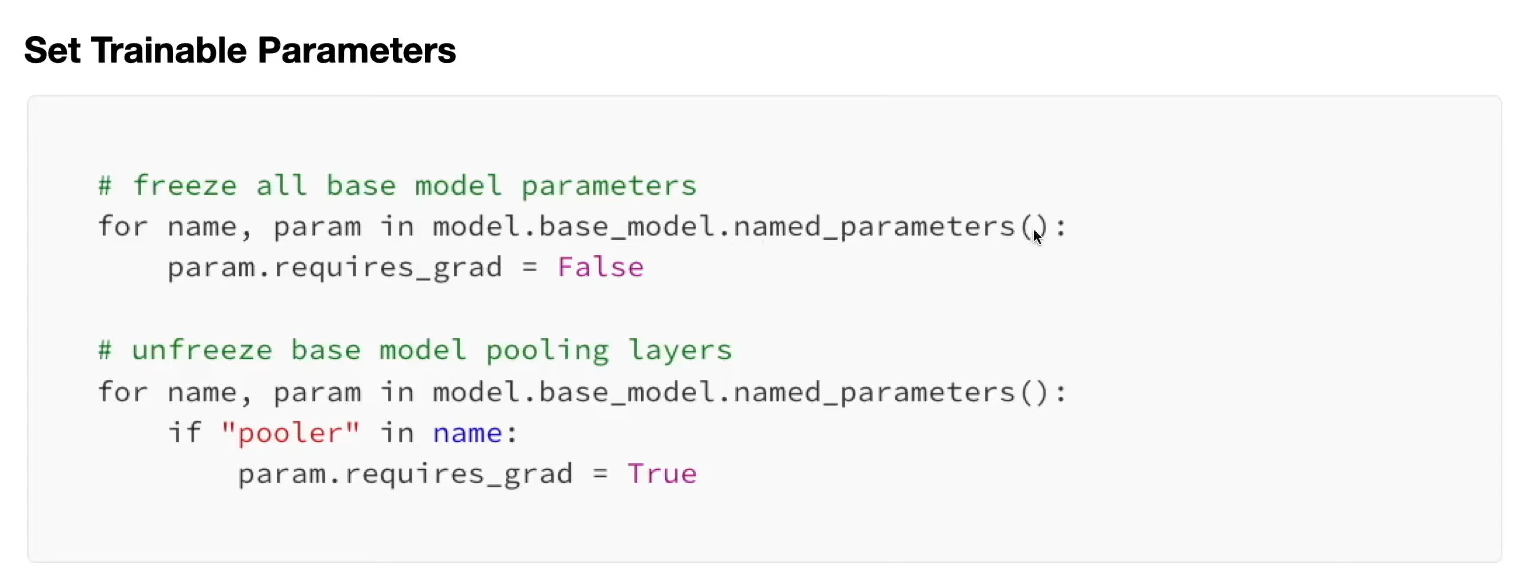 Set Trainable Parameters
# freeze all base model parameters
for name, param in model.base_model.named_parameters():
    param.requires_grad = False
# unfreeze base model pooling layers
for name, param in model.base_model.named_parameters():
    if "pooler" in name:
        param.requires_grad = True